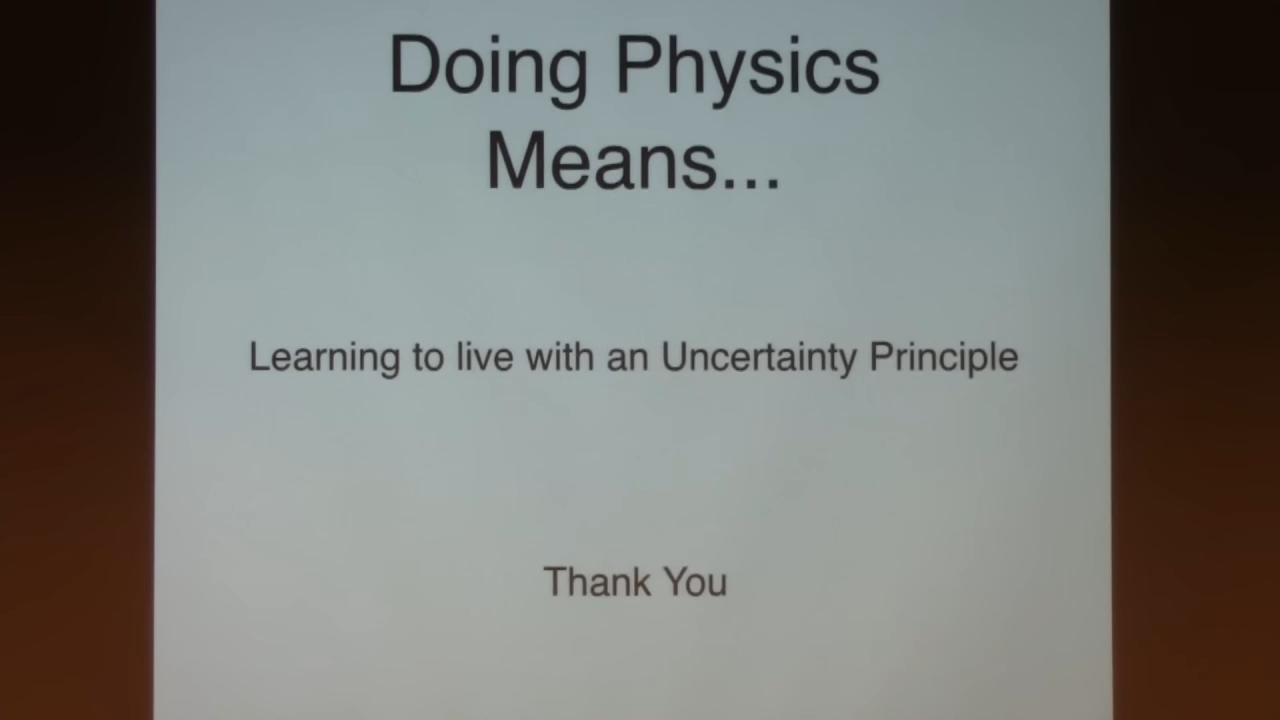 Doing Physics
Means...
Learning to live with an Uncertainty Principle
Thank You